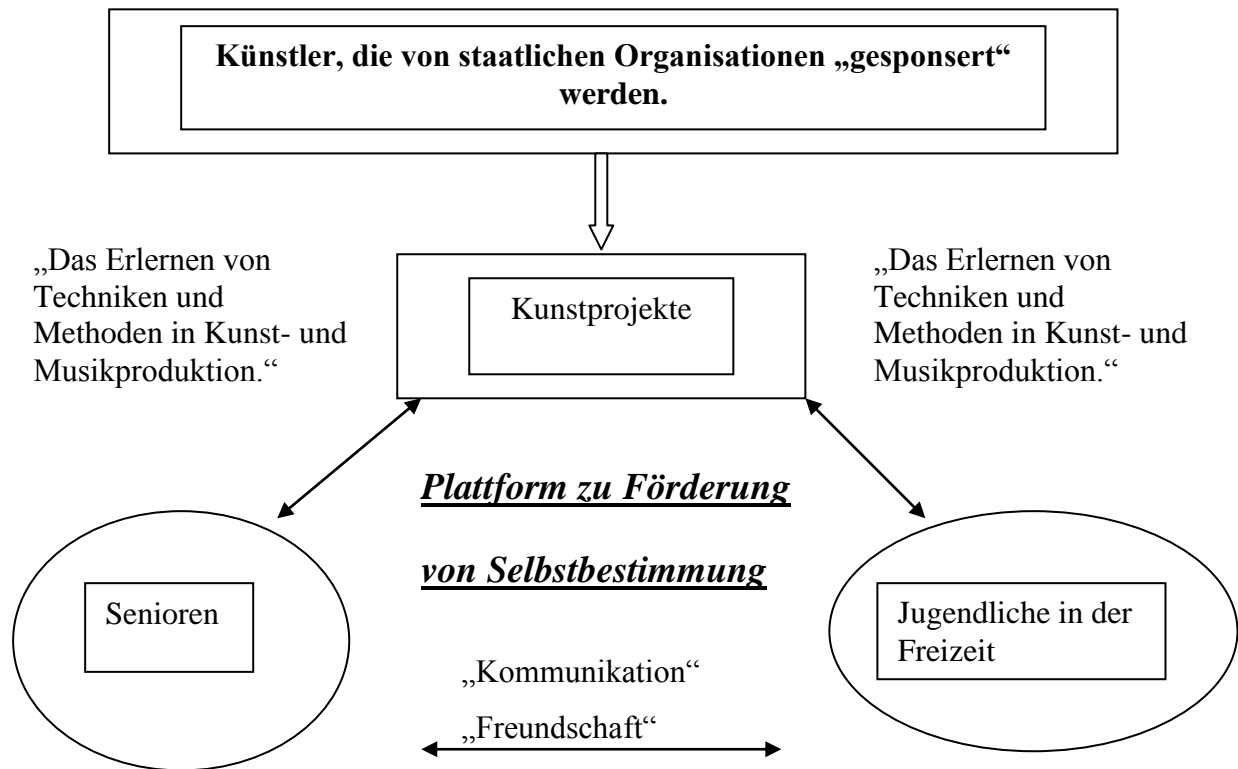 Künstler, die von staatlichen Organisationen „gesponsert“
werden.
„Das Erlernen von
Techniken und
Methoden in Kunst- und
Musikproduktion.“
Kunstprojekte
„Das Erlernen von
Techniken und
Methoden in Kunst- und
Musikproduktion.“
Plattform zu Förderung
von Selbstbestimmung
Senioren
Jugendliche in der
Freizeit
„Kommunikation“
„Freundschaft“